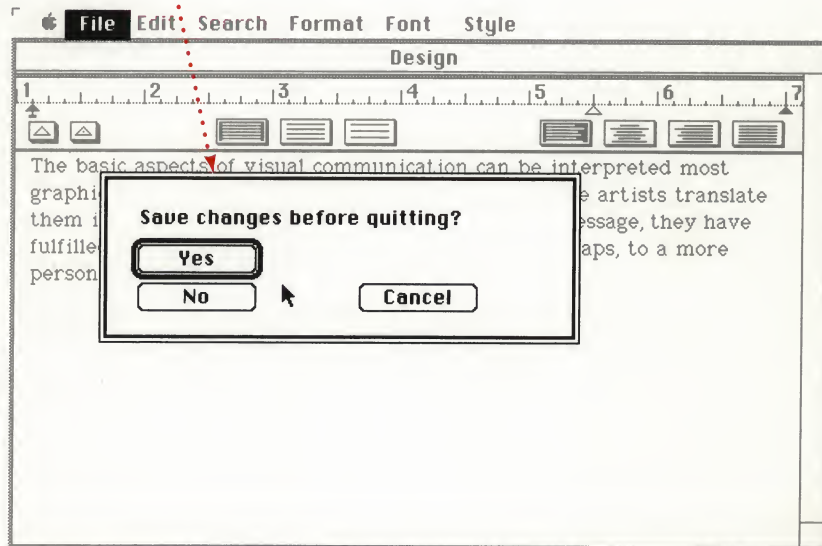 File Edit Search Format Font Style
Design
1 2 3 4 5 6 7
The basic aspects of visual communication can be interpreted most
graphi e artists translate
them i essage, they have
fulfille aps, to a more
person
Save changes before quitting?
Yes
No Cancel